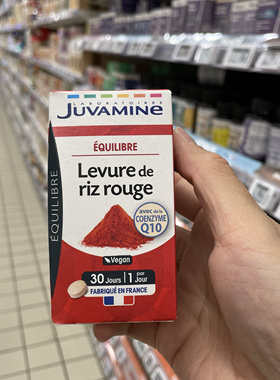 LABORATOIRES
JUVAMINE
ÉQUILIBRE
Levure de
riz rouge
avec de la
COENZYME
Q10
Vegan
30 Jours | 1 par Jour
FABRIQUÉ EN FRANCE
ÉQUILIBRE